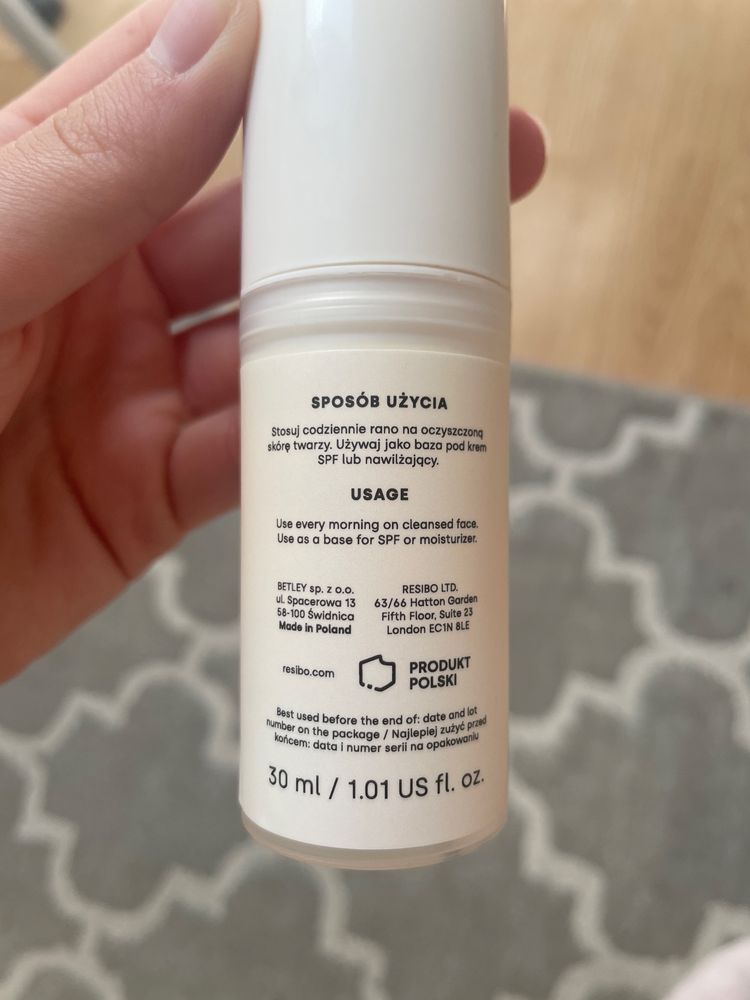 SPOSÓB UŻYCIA
Stosuj codziennie rano na oczyszczoną
skórę twarzy. Używaj jako baza pod krem
SPF lub nawilżający.
USAGE
Use every morning on cleansed face.
Use as a base for SPF or moisturizer.
BETLEY sp. z o.o.
ul. Spacerowa 13
58-100 Świdnica
Made in Poland
RESIBO LTD.
63/66 Hatton Garden
Fifth Floor, Suite 23
London EC1N 8LE
resibo.com
PRODUKT
POLSKI
Best used before the end of: date and lot
number on the package / Najlepiej zużyć przed
końcem: data i numer serii na opakowaniu
30 ml / 1.01 US fl. oz.